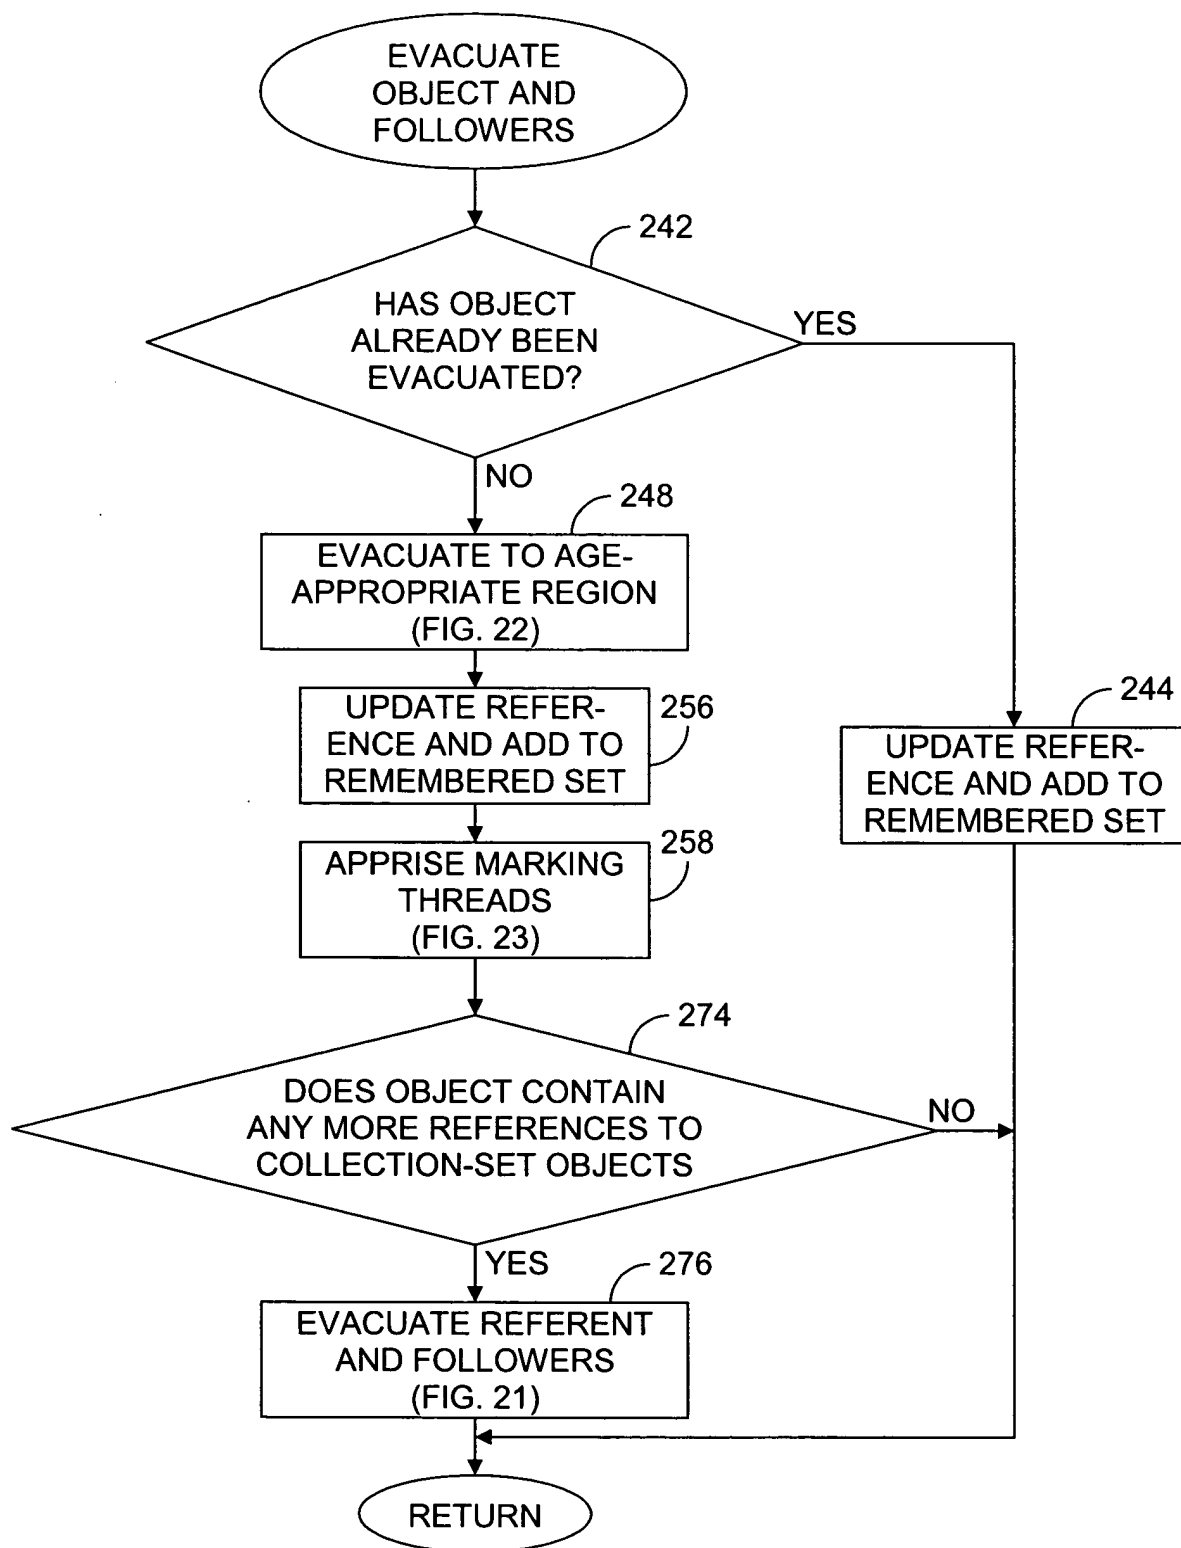 EVACUATE
OBJECT AND
FOLLOWERS
242
HAS OBJECT
ALREADY BEEN
EVACUATED?
YES
NO
248
EVACUATE TO AGE-
APPROPRIATE REGION
(FIG. 22)
UPDATE REFER-
ENCE AND ADD TO
REMEMBERED SET
256
244
UPDATE REFER-
ENCE AND ADD TO
REMEMBERED SET
APPRISE MARKING
THREADS
(FIG. 23)
258
274
DOES OBJECT CONTAIN
ANY MORE REFERENCES TO
COLLECTION-SET OBJECTS
NO
YES
276
EVACUATE REFERENT
AND FOLLOWERS
(FIG. 21)
RETURN